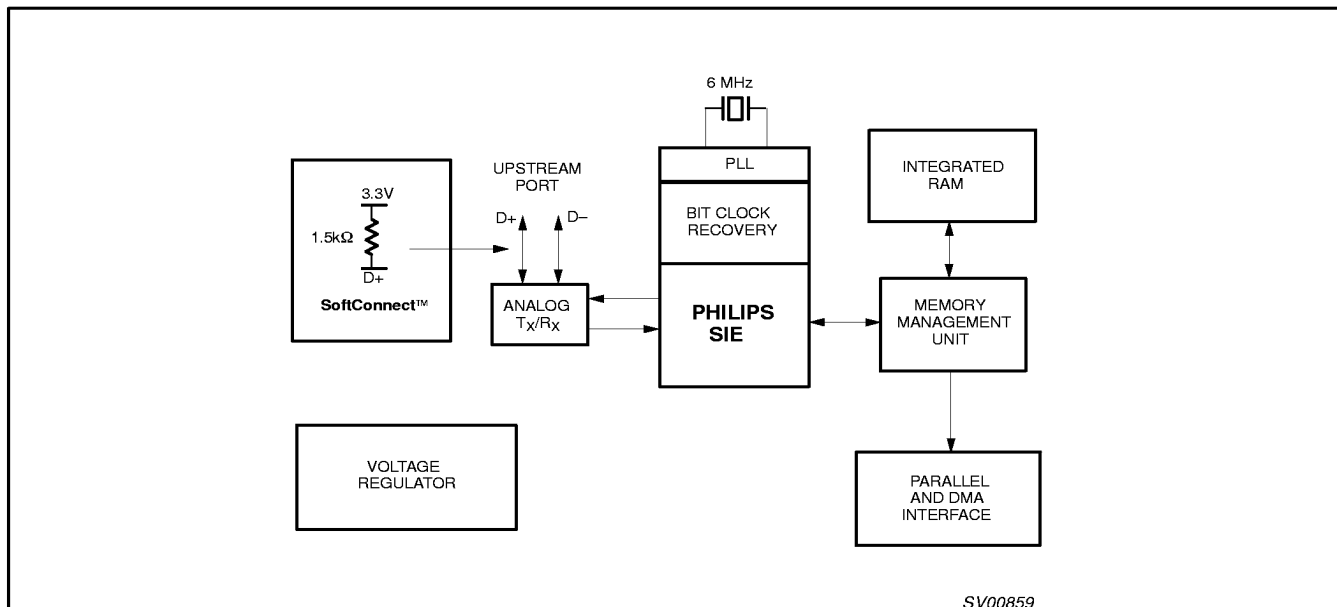 6 MHz
PLL
BIT CLOCK
RECOVERY
PHILIPS
SIE
UPSTREAM
PORT
D+
D–
ANALOG
TX/RX
3.3V
1.5kΩ
D+
SoftConnect™
INTEGRATED
RAM
MEMORY
MANAGEMENT
UNIT
PARALLEL
AND DMA
INTERFACE
VOLTAGE
REGULATOR
SV00859